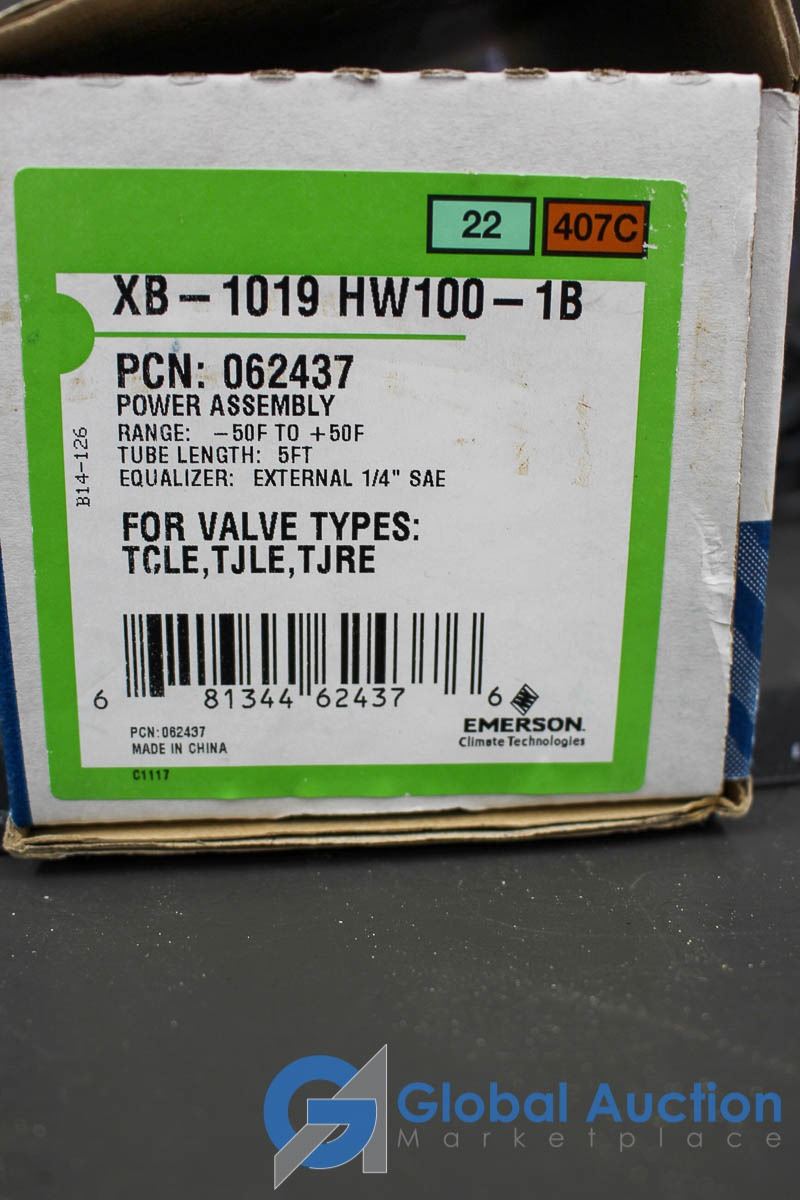 22 407C
XB-1019 HW100-1B
PCN: 062437
POWER ASSEMBLY
RANGE: -50F TO +50F
TUBE LENGTH: 5FT
EQUALIZER: EXTERNAL 1/4" SAE
B14-126
FOR VALVE TYPES:
TCLE,TJLE,TJRE
6 81344 62437 6
EMERSON.
Climate Technologies
PCN:062437
MADE IN CHINA
C1117
GA Global Auction
Marketplace